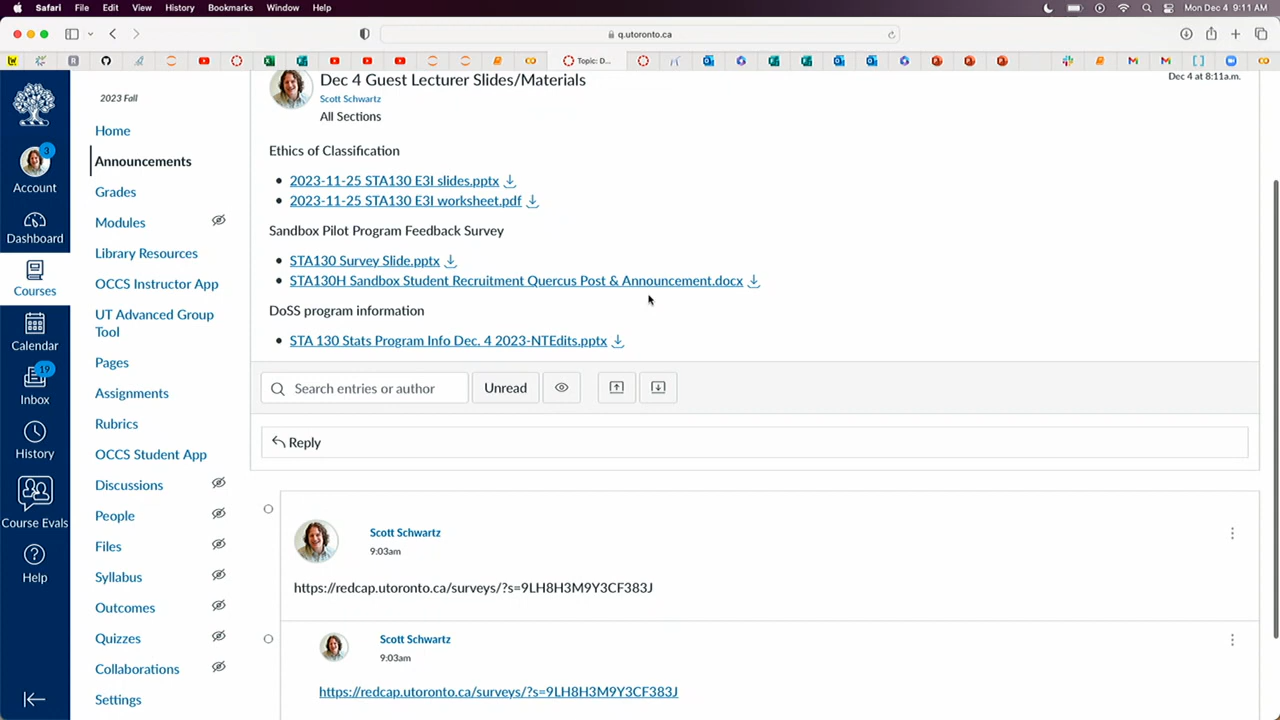 Safari File Edit View History Bookmarks Window Help Mon Dec 4 9:11 AM
q.utoronto.ca
Topic: D...
Dec 4 Guest Lecturer Slides/Materials
Dec 4 at 8:11a.m.
Scott Schwartz
All Sections
2023 Fall
Home
Announcements
Grades
Modules
Library Resources
OCCS Instructor App
UT Advanced Group
Tool
Pages
Assignments
Rubrics
OCCS Student App
Discussions
People
Files
Syllabus
Outcomes
Quizzes
Collaborations
Settings
3
Account
Dashboard
Courses
Calendar
19
Inbox
History
Course Evals
Help
Ethics of Classification
2023-11-25 STA130 E3I slides.pptx
2023-11-25 STA130 E3I worksheet.pdf
Sandbox Pilot Program Feedback Survey
STA130 Survey Slide.pptx
STA130H Sandbox Student Recruitment Quercus Post & Announcement.docx
DoSS program information
STA 130 Stats Program Info Dec. 4 2023-NTEdits.pptx
Search entries or author
Unread
Reply
Scott Schwartz
9:03am
https://redcap.utoronto.ca/surveys/?s=9LH8H3M9Y3CF383J
Scott Schwartz
9:03am
https://redcap.utoronto.ca/surveys/?s=9LH8H3M9Y3CF383J